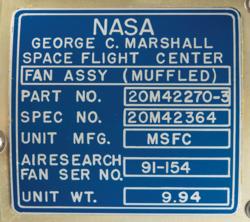 NASA
GEORGE C. MARSHALL
SPACE FLIGHT CENTER
FAN ASSY (MUFFLED)
PART NO. 20M42270-3
SPEC NO. 20M42364
UNIT MFG. MSFC
AIRESEARCH
FAN SER NO. 91-154
UNIT WT. 9.94